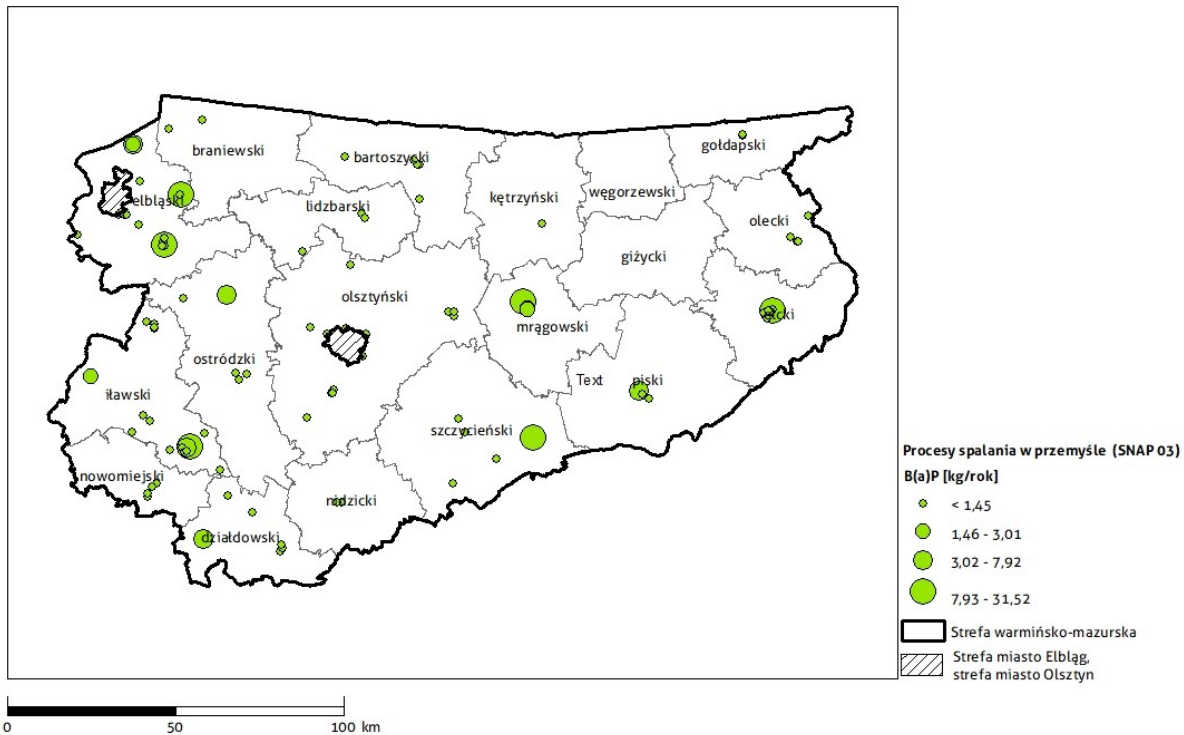 braniewski
bartoszycki
gołdapski
elbląski
lidzbarski
kętrzyński
węgorzewski
olecki
giżycki
olsztyński
mrągowski
ełcki
ostródzki
Text
piski
iławski
szczycieński
nowomiejski
nidzicki
działdowski
Procesy spalania w przemyśle (SNAP 03)
B(a)P [kg/rok]
< 1,45
1,46 - 3,01
3,02 - 7,92
7,93 - 31,52
Strefa warmińsko-mazurska
Strefa miasto Elbląg,
strefa miasto Olsztyn
0 50 100 km